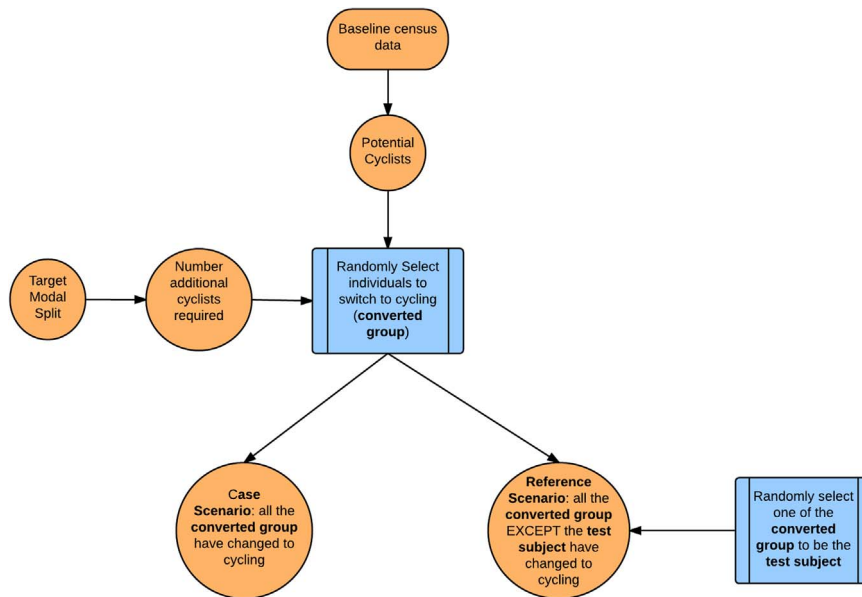 Baseline census
data
Potential
Cyclists
Target
Modal
Split
Number
additional
cyclists
required
Randomly Select
individuals to
switch to cycling
(converted
group)
Case
Scenario: all the
converted group
have changed to
cycling
Reference
Scenario: all the
converted group
EXCEPT the test
subject have
changed to
cycling
Randomly select
one of the
converted
group to be the
test subject